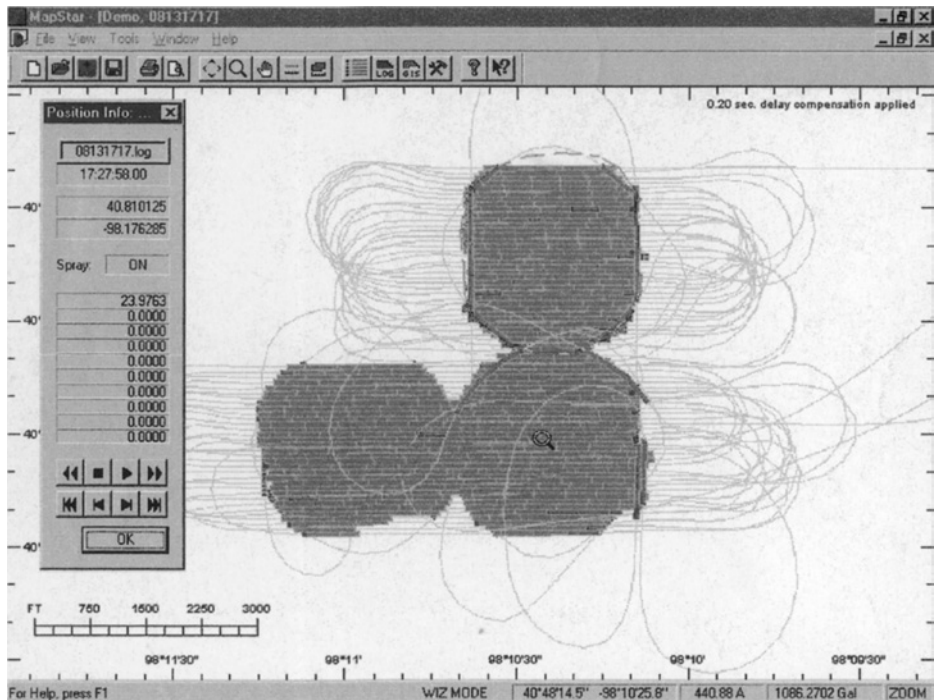 MapStar - [Demo, 08131717]
File View Tools Window Help
LOG GIS
0.20 sec. delay compensation applied
Position Info: ...
08131717.log
17:27:58.00
40.810125
-98.176285
Spray: ON
23.9763
0.0000
0.0000
0.0000
0.0000
0.0000
0.0000
0.0000
0.0000
0.0000
OK
40'
40'
40'
40'
FT 750 1500 2250 3000
98°11'30" 98°11' 98°10'30" 98°10 98°09'30"
For Help, press F1 WIZ MODE 40°48'14.5" -98°10'25.8" 440.88 A 1086.2702 Gal ZOOM